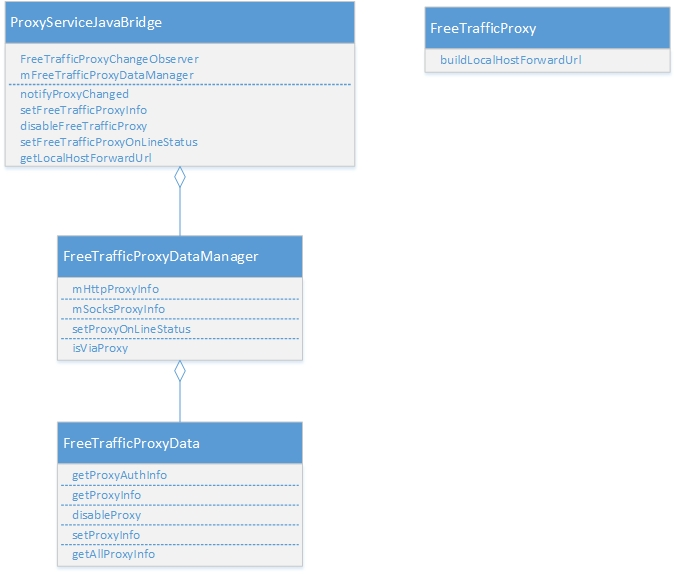 ProxyServiceJavaBridge
FreeTrafficProxyChangeObserver
mFreeTrafficProxyDataManager
notifyProxyChanged
setFreeTrafficProxyInfo
disableFreeTrafficProxy
setFreeTrafficProxyOnLineStatus
getLocalHostForwardUrl
FreeTrafficProxy
buildLocalHostForwardUrl
FreeTrafficProxyDataManager
mHttpProxyInfo
mSocksProxyInfo
setProxyOnLineStatus
isViaProxy
FreeTrafficProxyData
getProxyAuthInfo
getProxyInfo
disableProxy
setProxyInfo
getAllProxyInfo